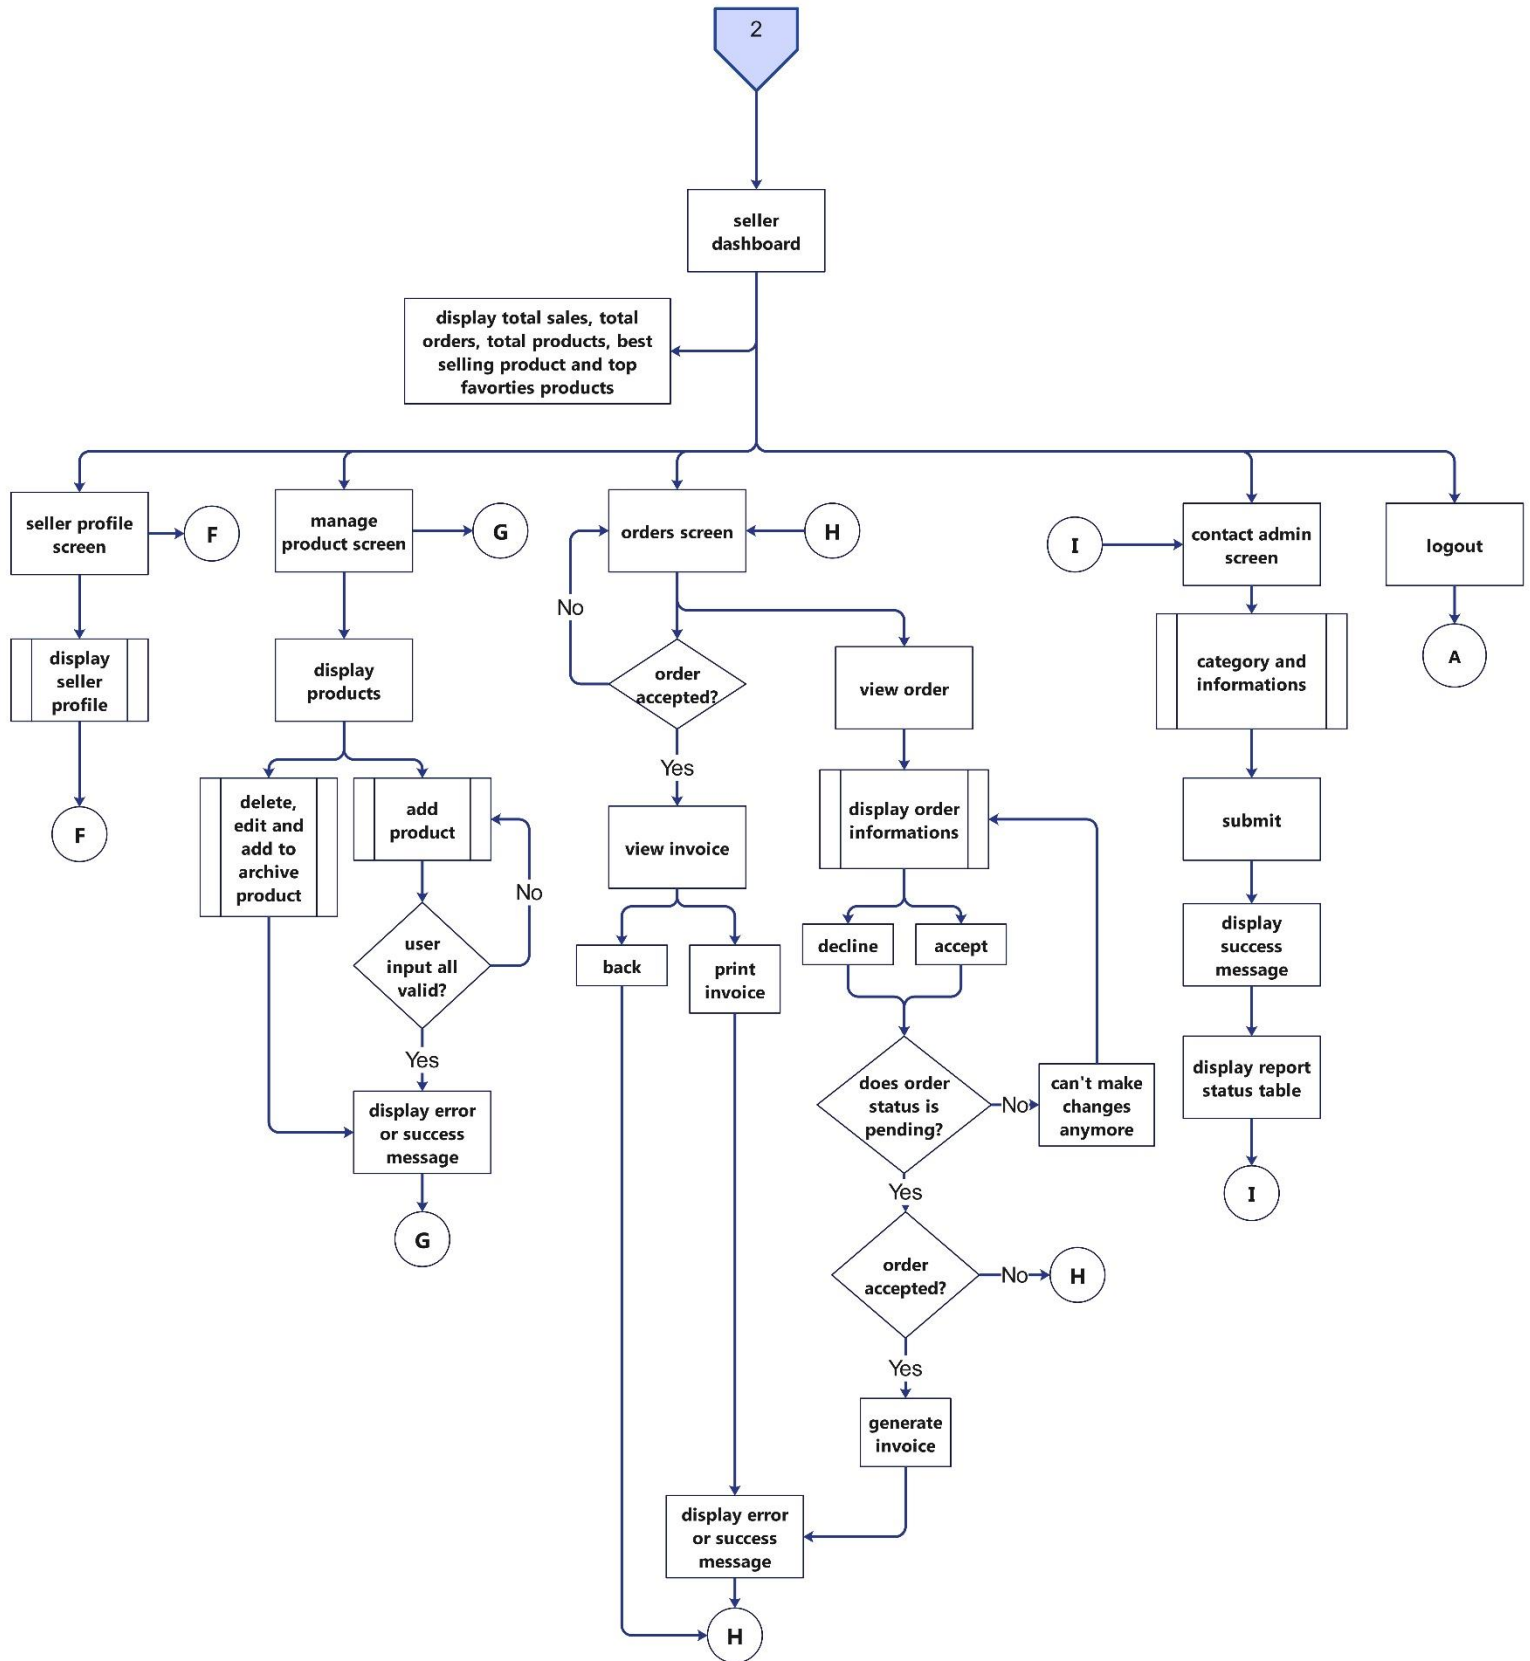 2
seller
dashboard
display total sales, total
orders, total products, best
selling product and top
favorties products
seller profile
screen
F
manage
product screen
G
orders screen
H
I
contact admin
screen
logout
No
display
seller
profile
display
products
order
accepted?
view order
category and
informations
A
Yes
F
delete,
edit and
add to
archive
product
add
product
No
view invoice
display order
informations
submit
user
input all
valid?
back
print
invoice
decline
accept
display
success
message
Yes
display error
or success
message
does order
status is
pending?
No
can't make
changes
anymore
display report
status table
G
Yes
I
order
accepted?
No
H
Yes
generate
invoice
display error
or success
message
H